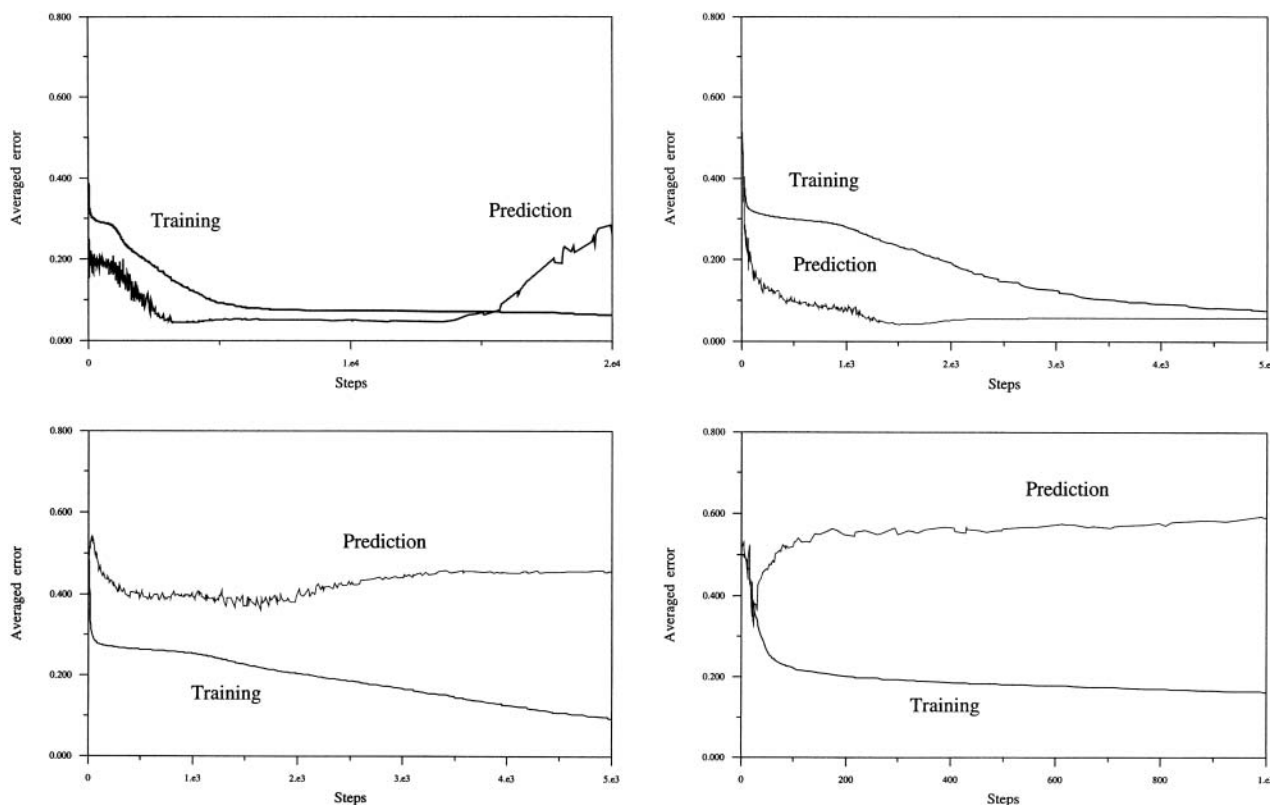 0.800
0.600
0.400
0.200
0.000
Averaged error
Training
Prediction
0
1.e4
2.e4
Steps
0.800
0.600
0.400
0.200
0.000
Averaged error
Training
Prediction
0
1.e3
2.e3
3.e3
4.e3
5.e
Steps
0.800
0.600
0.400
0.200
0.000
Averaged error
Prediction
Training
0
1.e3
2.e3
3.e3
4.e3
5.e3
Steps
0.800
0.600
0.400
0.200
0.000
Averaged error
Prediction
Training
0
200
400
600
800
1.e
Steps